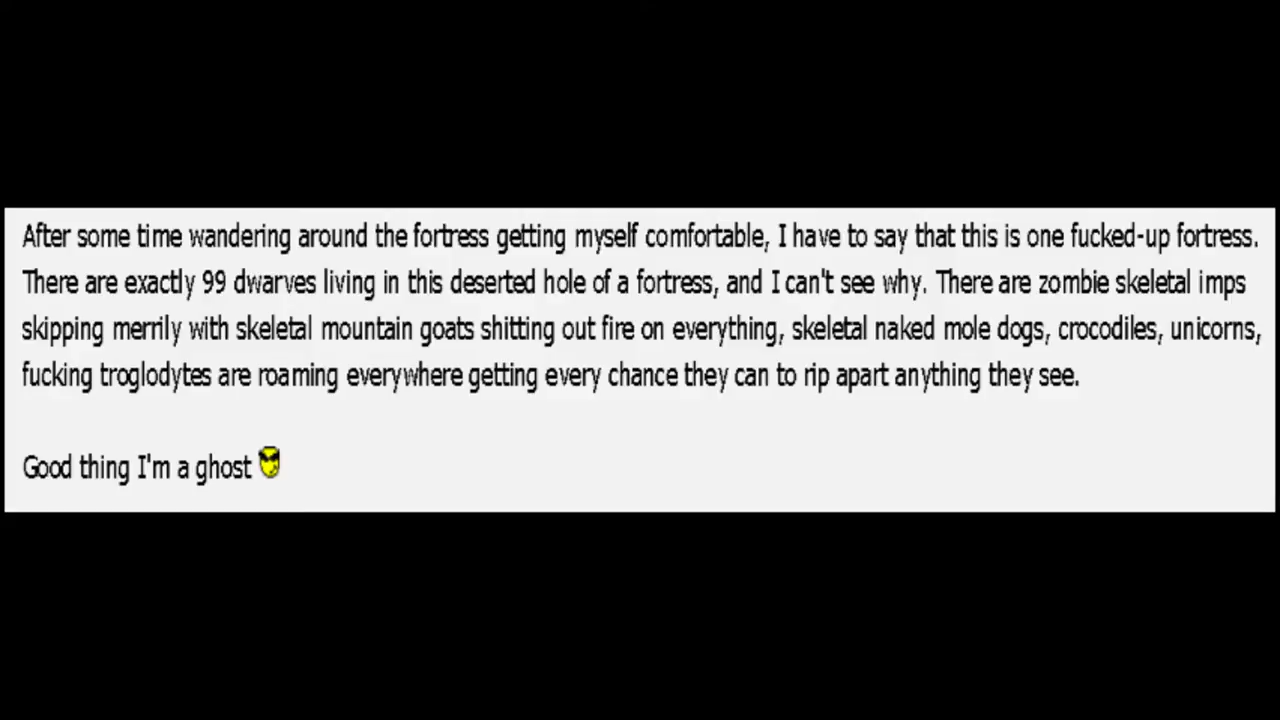 After some time wandering around the fortress getting myself comfortable, I have to say that this is one fucked-up fortress.
There are exactly 99 dwarves living in this deserted hole of a fortress, and I can't see why. There are zombie skeletal imps
skipping merrily with skeletal mountain goats shitting out fire on everything, skeletal naked mole dogs, crocodiles, unicorns,
fucking troglodytes are roaming everywhere getting every chance they can to rip apart anything they see.
Good thing I'm a ghost